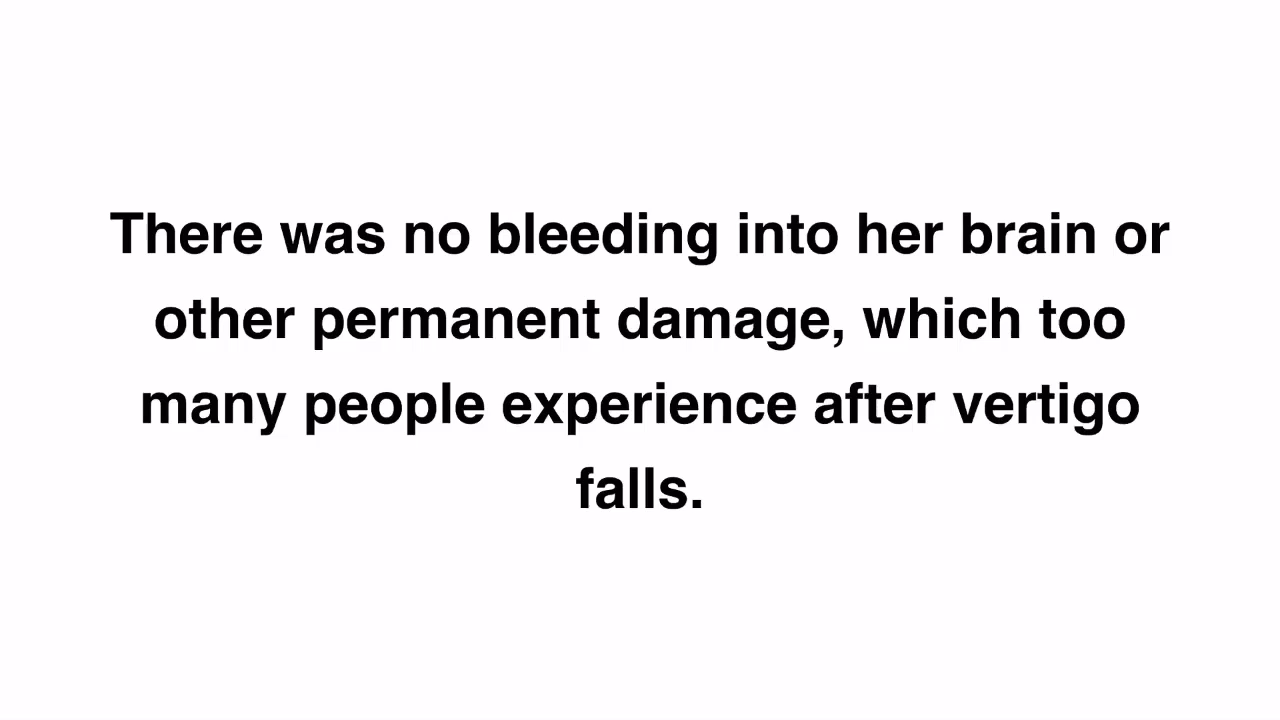 There was no bleeding into her brain or
other permanent damage, which too
many people experience after vertigo
falls.